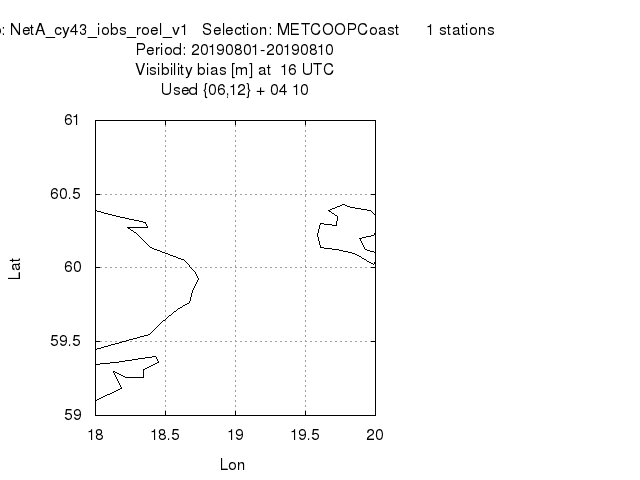 : NetA_cy43_iobs_roel_v1 Selection: METCOOPCoast 1 stations
Period: 20190801-20190810
Visibility bias [m] at 16 UTC
Used {06,12} + 04 10
61
60.5
60
59.5
59
Lat
18 18.5 19 19.5 20
Lon